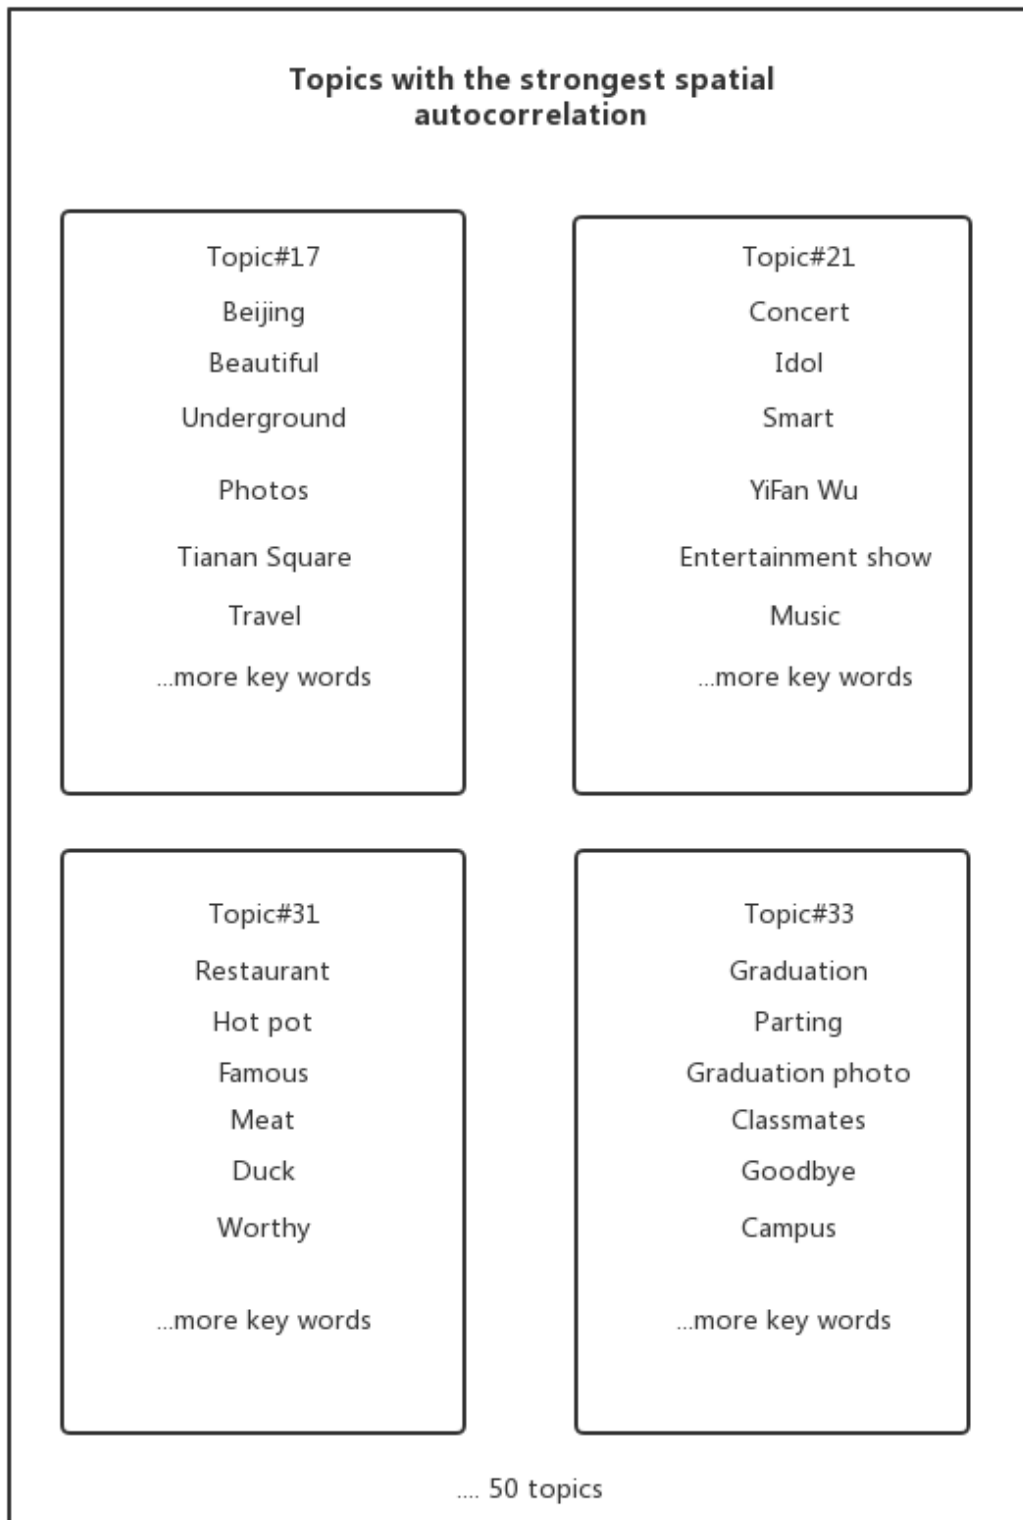 Topics with the strongest spatial
autocorrelation
Topic#17
Beijing
Beautiful
Underground
Photos
Tianan Square
Travel
...more key words
Topic#21
Concert
Idol
Smart
YiFan Wu
Entertainment show
Music
...more key words
Topic#31
Restaurant
Hot pot
Famous
Meat
Duck
Worthy
...more key words
Topic#33
Graduation
Parting
Graduation photo
Classmates
Goodbye
Campus
...more key words
.... 50 topics